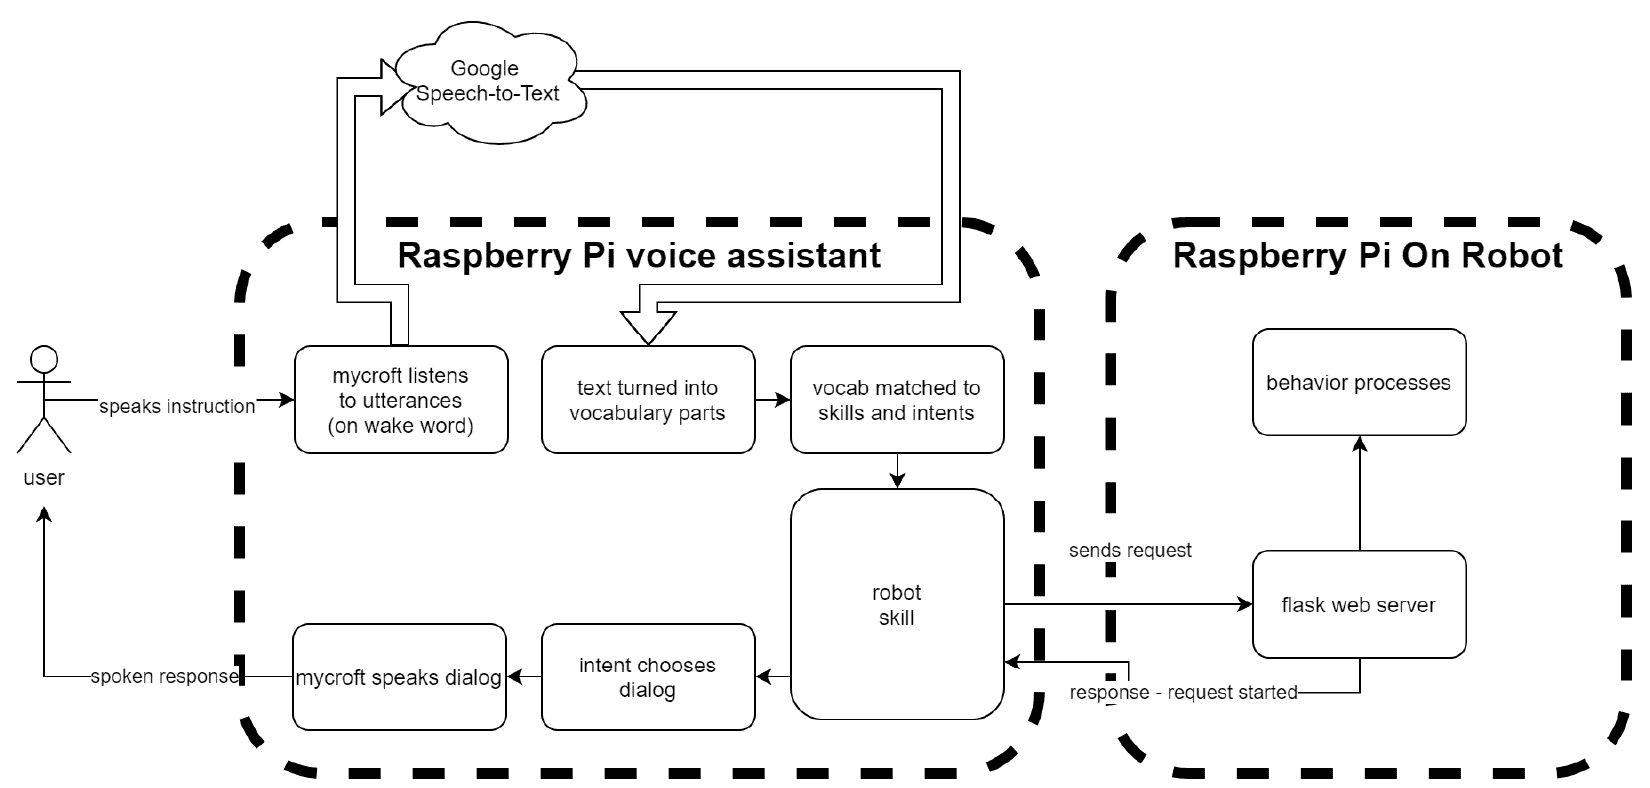 Google
Speech-to-Text
Raspberry Pi voice assistant
Raspberry Pi On Robot
mycroft listens
to utterances
(on wake word)
text turned into
vocabulary parts
vocab matched to
skills and intents
behavior processes
speaks instruction
user
sends request
robot
skill
flask web server
intent chooses
dialog
mycroft speaks dialog
spoken response
response - request started